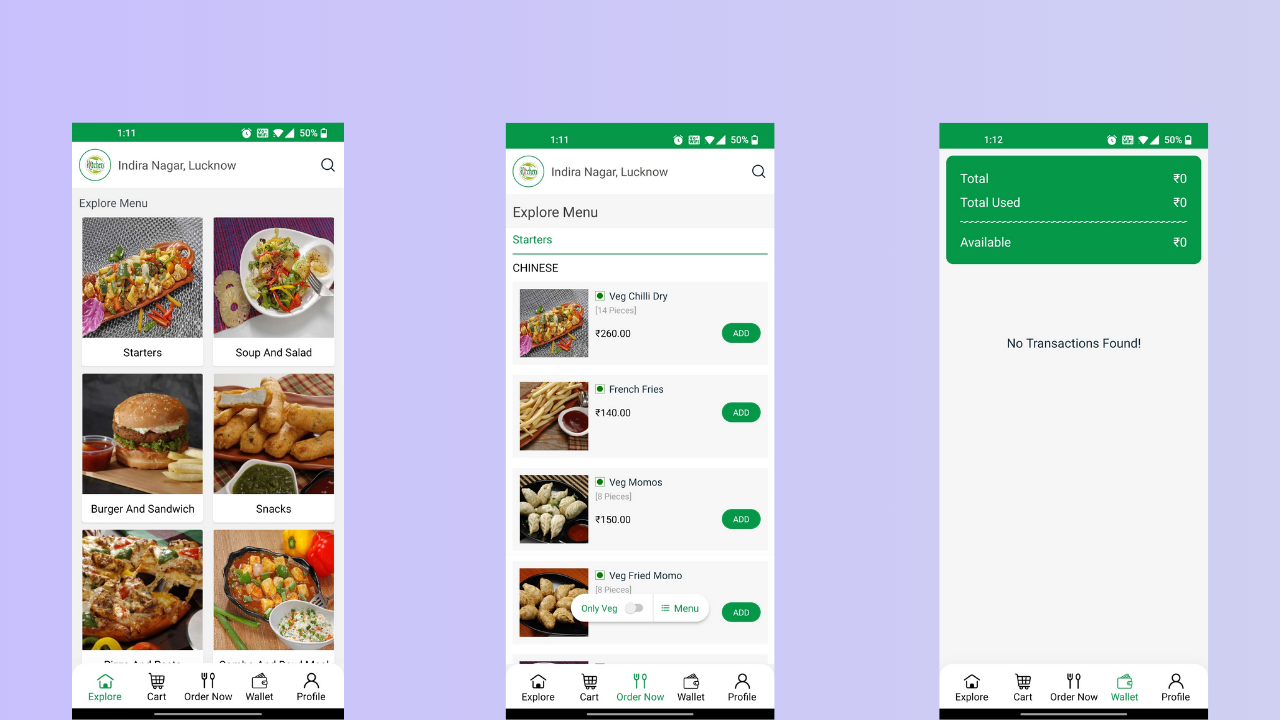 1:11
50%
Kitchen
Indira Nagar, Lucknow
Explore Menu
Starters
Soup And Salad
Burger And Sandwich
Snacks
Explore
Cart
Order Now
Wallet
Profile
1:11
50%
Kitchen
Indira Nagar, Lucknow
Explore Menu
Starters
CHINESE
Veg Chilli Dry
[14 Pieces]
₹260.00
ADD
French Fries
₹140.00
ADD
Veg Momos
[8 Pieces]
₹150.00
ADD
Veg Fried Momo
[8 Pieces]
Only Veg
Menu
ADD
Explore
Cart
Order Now
Wallet
Profile
1:12
50%
Total ₹0
Total Used ₹0
Available ₹0
No Transactions Found!
Explore
Cart
Order Now
Wallet
Profile